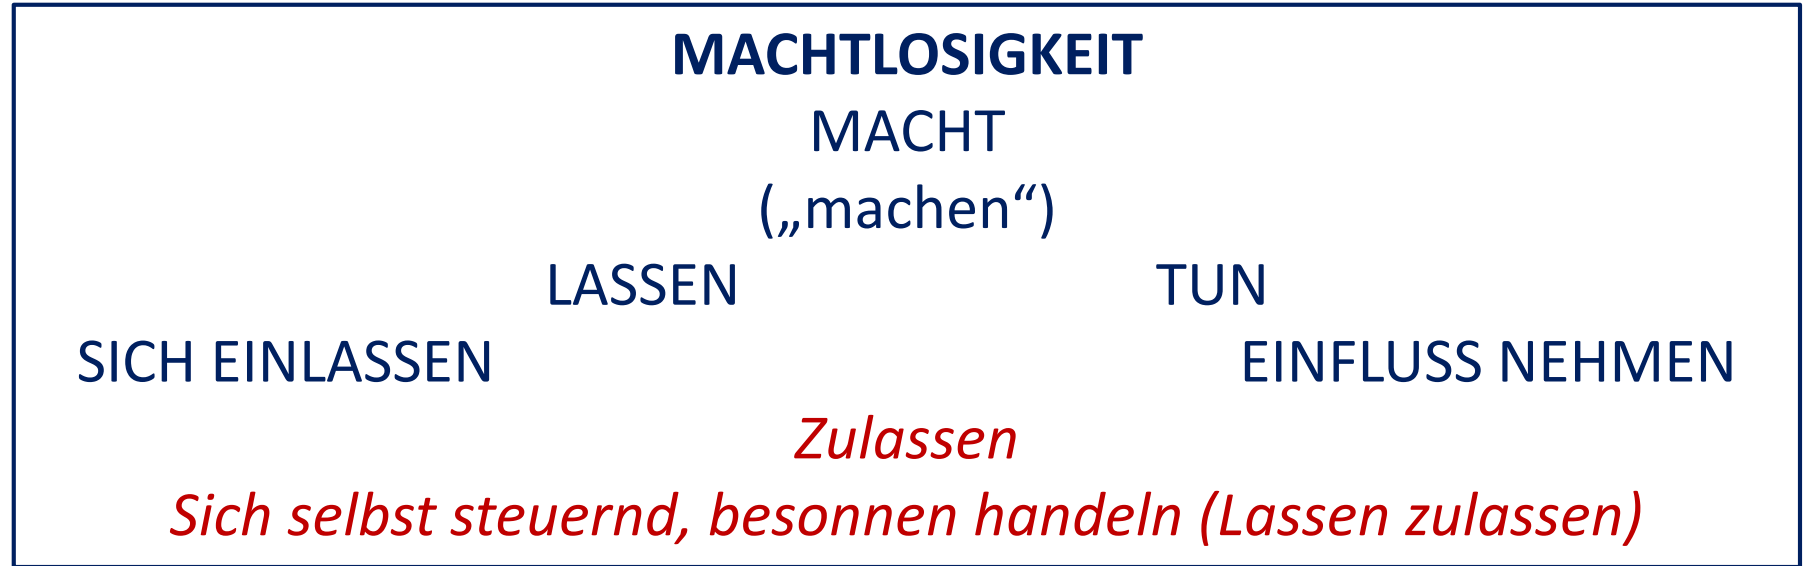 MACHTLOSIGKEIT
MACHT
(„machen“)
LASSEN TUN
SICH EINLASSEN EINFLUSS NEHMEN
Zulassen
Sich selbst steuernd, besonnen handeln (Lassen zulassen)